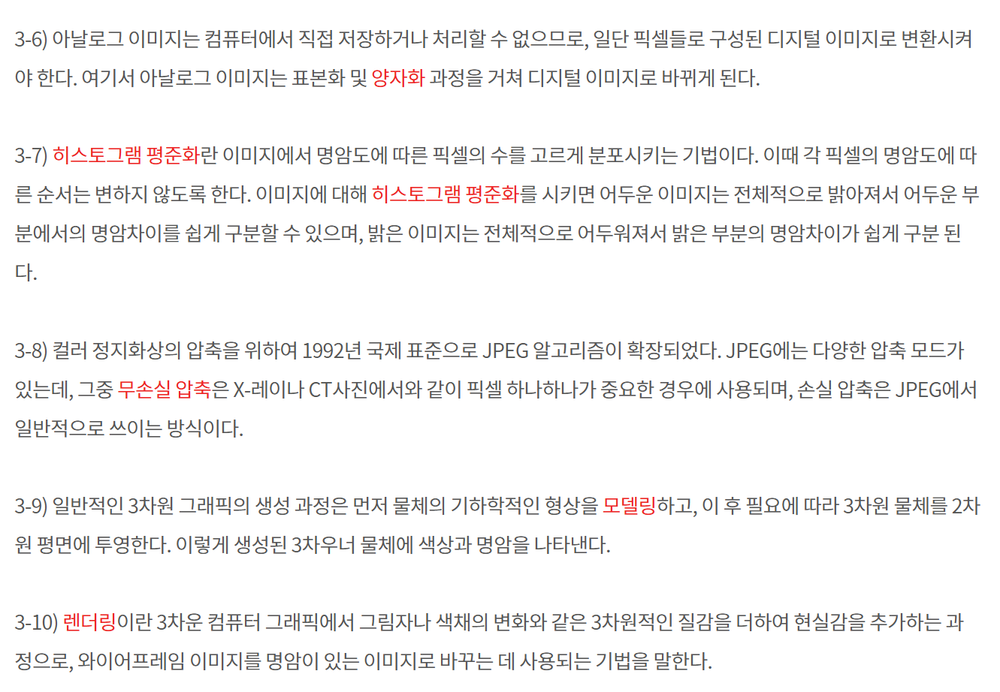 3-6) 아날로그 이미지는 컴퓨터에서 직접 저장하거나 처리할 수 없으므로, 일단 픽셀들로 구성된 디지털 이미지로 변환시켜
야 한다. 여기서 아날로그 이미지는 표본화 및 양자화 과정을 거쳐 디지털 이미지로 바뀌게 된다.
3-7) 히스토그램 평준화란 이미지에서 명암도에 따른 픽셀의 수를 고르게 분포시키는 기법이다. 이때 각 픽셀의 명암도에 따
른 순서는 변하지 않도록 한다. 이미지에 대해 히스토그램 평준화를 시키면 어두운 이미지는 전체적으로 밝아져서 어두운 부
분에서의 명암차이를 쉽게 구분할 수 있으며, 밝은 이미지는 전체적으로 어두워져서 밝은 부분의 명암차이가 쉽게 구분 된
다.
3-8) 컬러 정지화상의 압축을 위하여 1992년 국제 표준으로 JPEG 알고리즘이 확장되었다. JPEG에는 다양한 압축 모드가
있는데, 그중 무손실 압축은 X-레이나 CT사진에서와 같이 픽셀 하나하나가 중요한 경우에 사용되며, 손실 압축은 JPEG에서
일반적으로 쓰이는 방식이다.
3-9) 일반적인 3차원 그래픽의 생성 과정은 먼저 물체의 기하학적인 형상을 모델링하고, 이 후 필요에 따라 3차원 물체를 2차
원 평면에 투영한다. 이렇게 생성된 3차우너 물체에 색상과 명암을 나타낸다.
3-10) 렌더링이란 3차운 컴퓨터 그래픽에서 그림자나 색채의 변화와 같은 3차원적인 질감을 더하여 현실감을 추가하는 과
정으로, 와이어프레임 이미지를 명암이 있는 이미지로 바꾸는 데 사용되는 기법을 말한다.